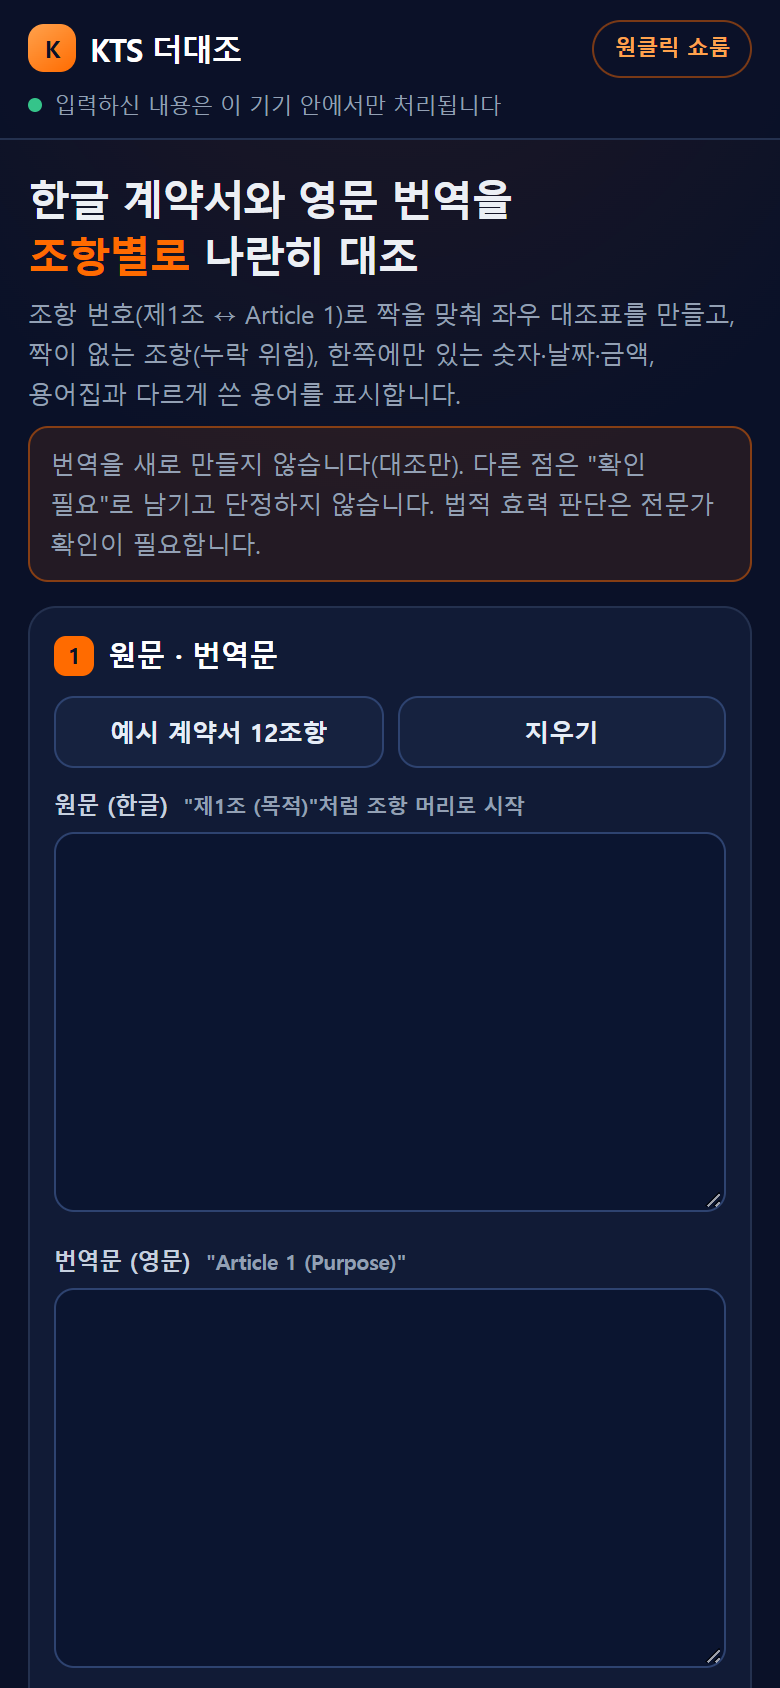 K
KTS 더대조
원클릭 쇼룸
입력하신 내용은 이 기기 안에서만 처리됩니다
한글 계약서와 영문 번역을
조항별로 나란히 대조
조항 번호(제1조 ↔ Article 1)로 짝을 맞춰 좌우 대조표를 만들고,
짝이 없는 조항(누락 위험), 한쪽에만 있는 숫자·날짜·금액,
용어집과 다르게 쓴 용어를 표시합니다.
번역을 새로 만들지 않습니다(대조만). 다른 점은 "확인
필요"로 남기고 단정하지 않습니다. 법적 효력 판단은 전문가
확인이 필요합니다.
1 원문 · 번역문
예시 계약서 12조항
지우기
원문 (한글) "제1조 (목적)"처럼 조항 머리로 시작
번역문 (영문) "Article 1 (Purpose)"